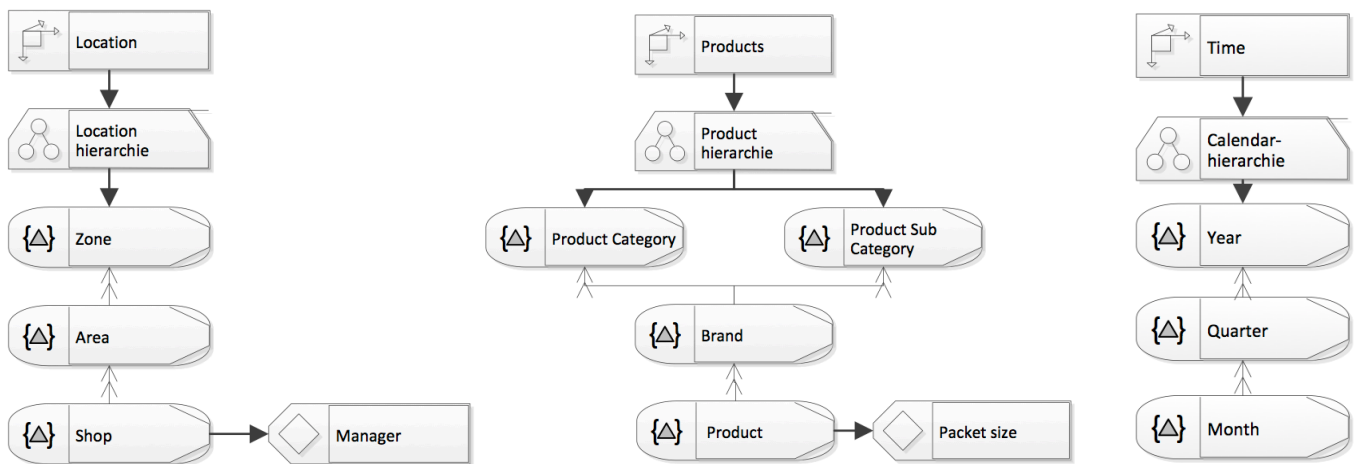 Location
Location
hierarchie
Zone
Area
Shop
Manager
Products
Product
hierarchie
Product Category
Product Sub
Category
Brand
Product
Packet size
Time
Calendar-
hierarchie
Year
Quarter
Month